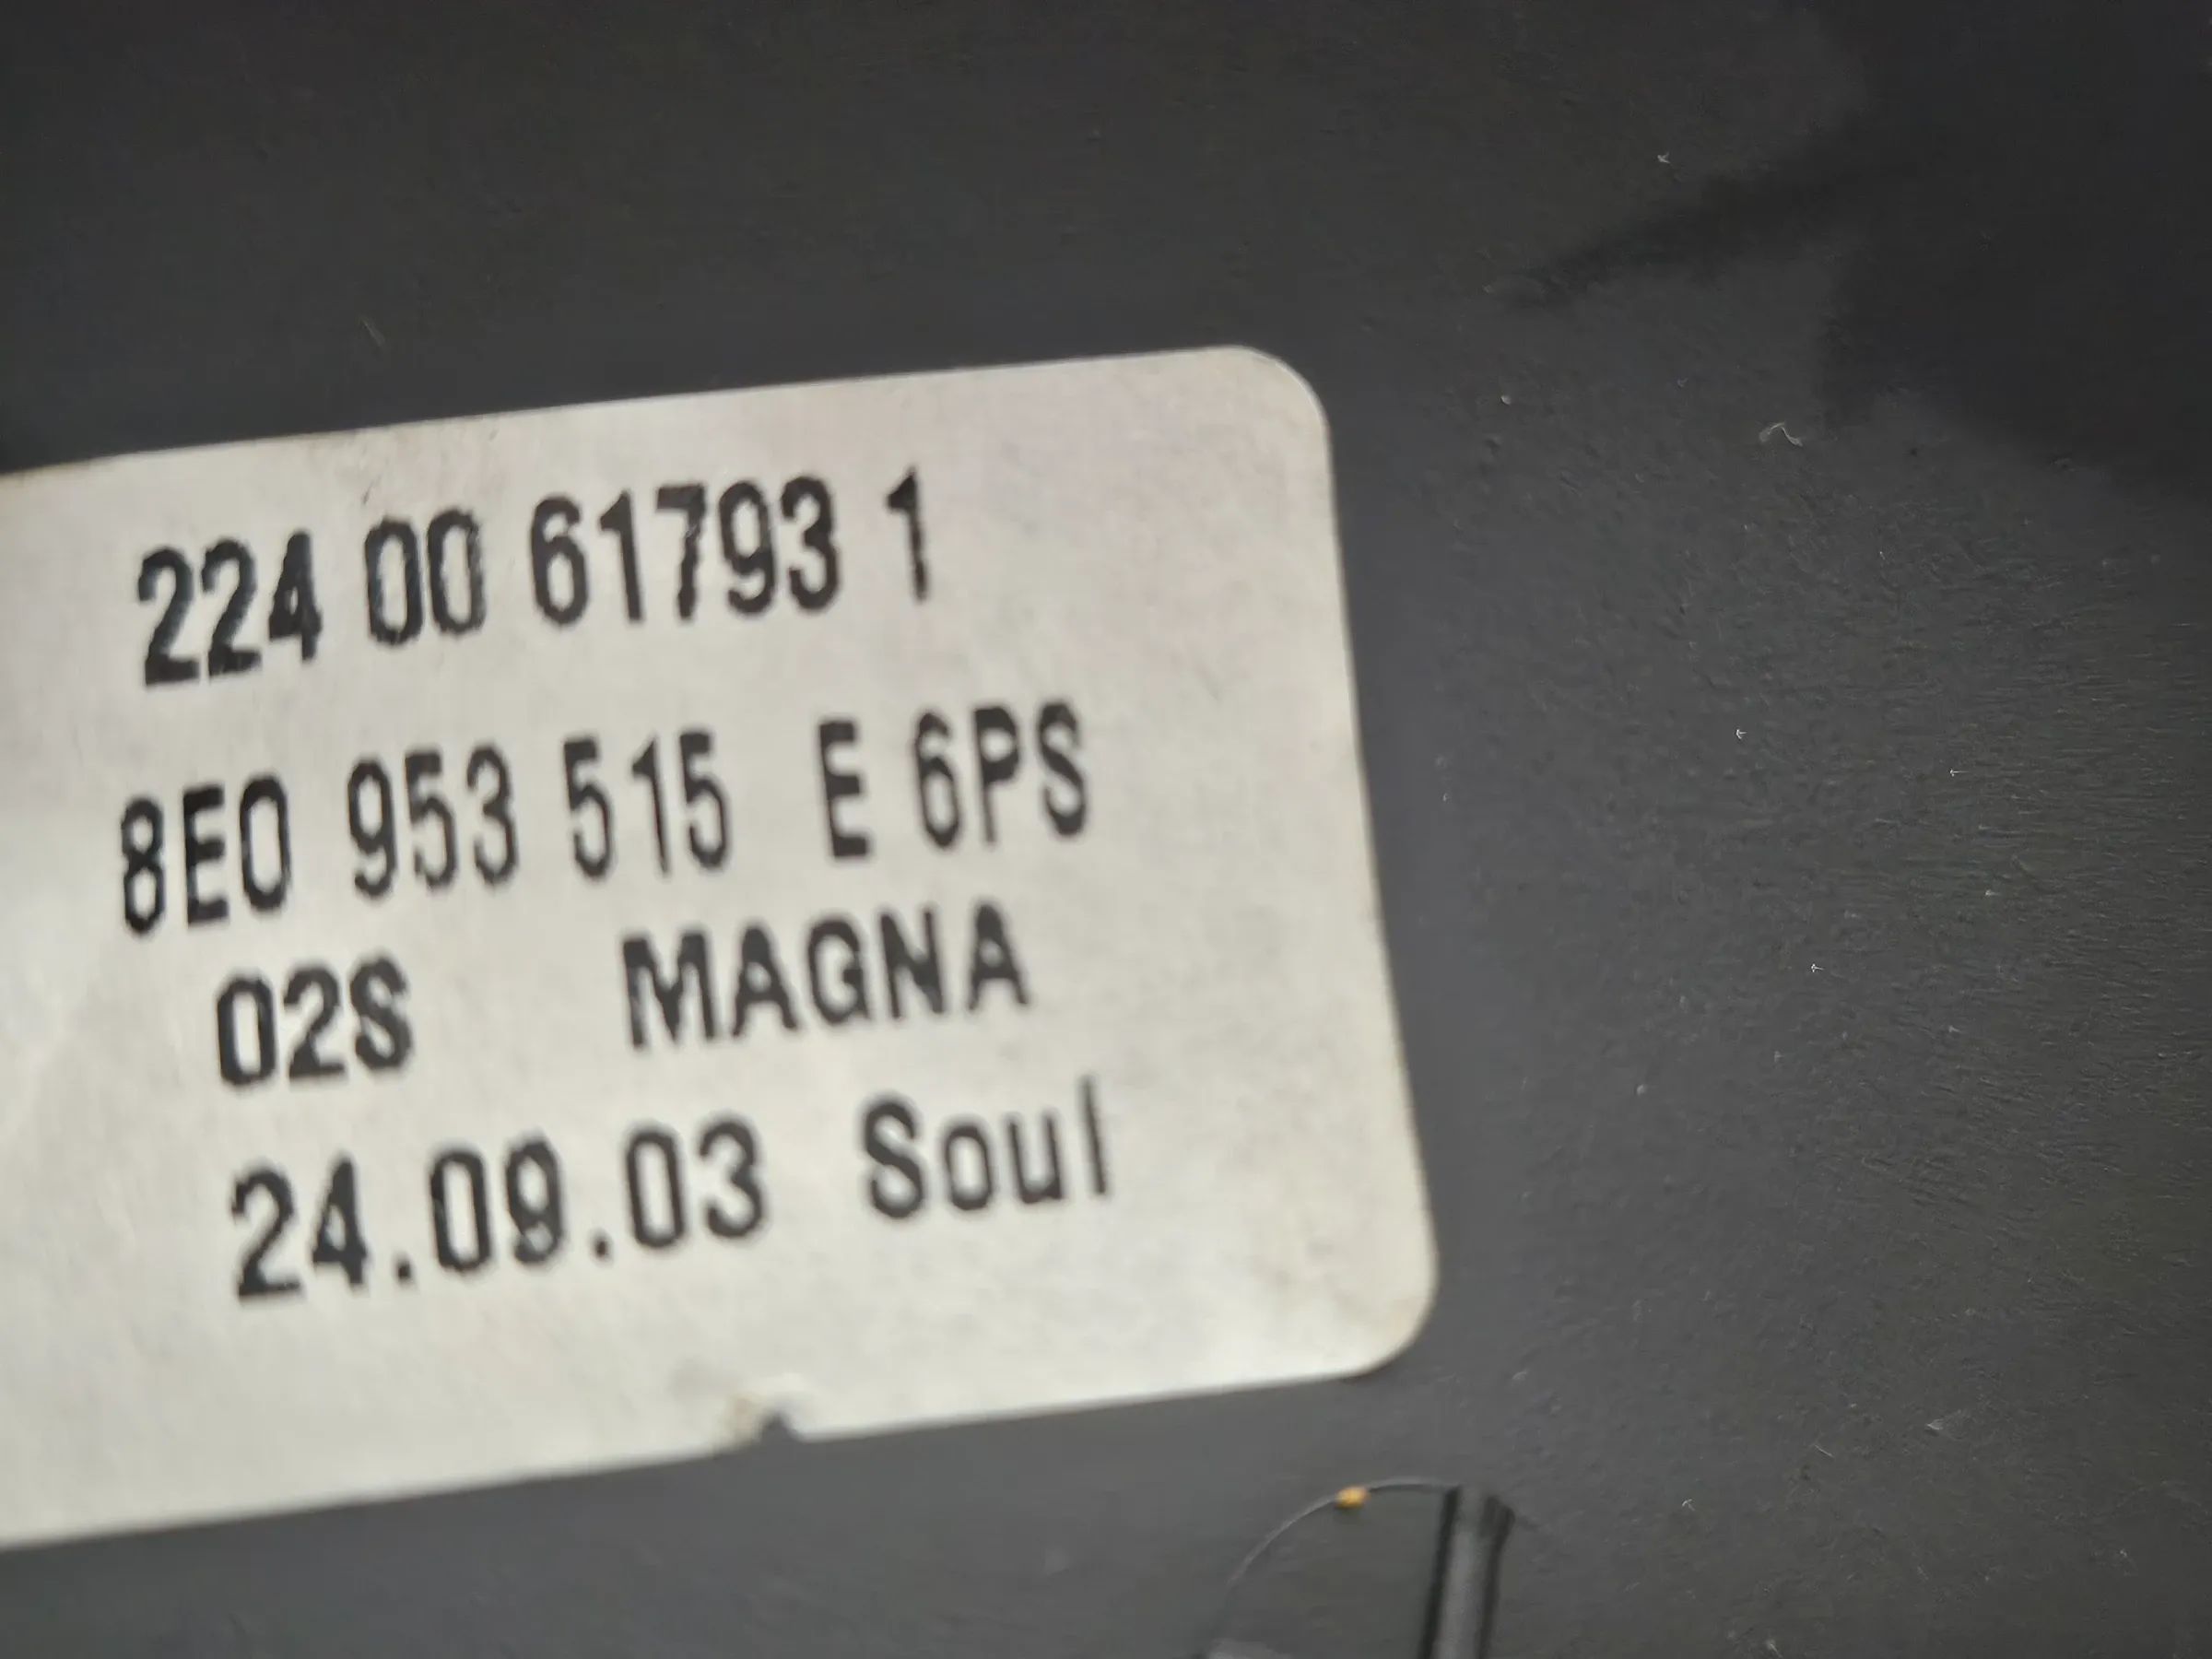 224 00 61793 1
8E0 953 515 E 6PS
02S MAGNA
24.09.03 Soul